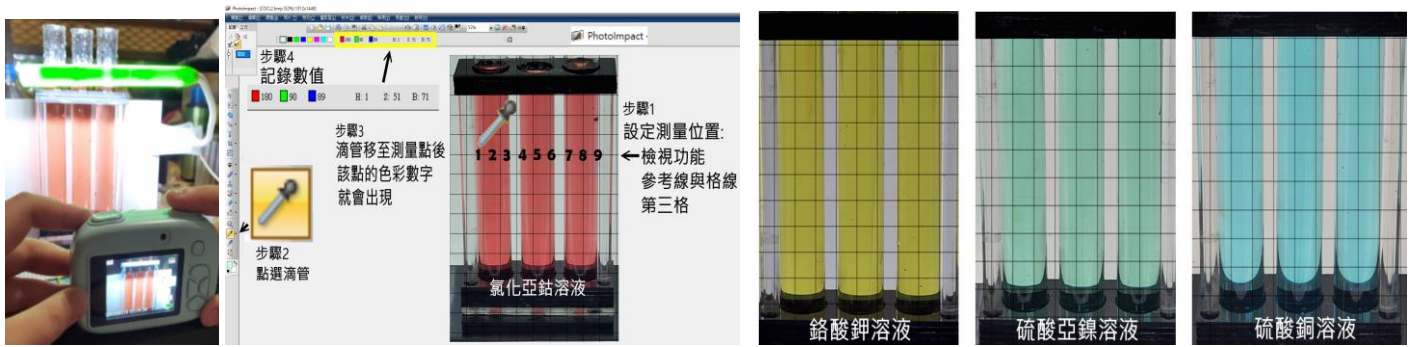 PhotoImpact - [COCL2.bmp
PhotoImpact -
步驟4
記錄數值
180 90 89 H: 1 S: 51 B: 71
步驟3
滴管移至測量點後
該點的色彩數字
就會出現
步驟2
點選滴管
1 2 3 4 5 6 7 8 9
步驟1
設定測量位置:
檢視功能
參考線與格線
第三格
氯化亞鈷溶液
鉻酸鉀溶液
硫酸亞鎳溶液
硫酸銅溶液